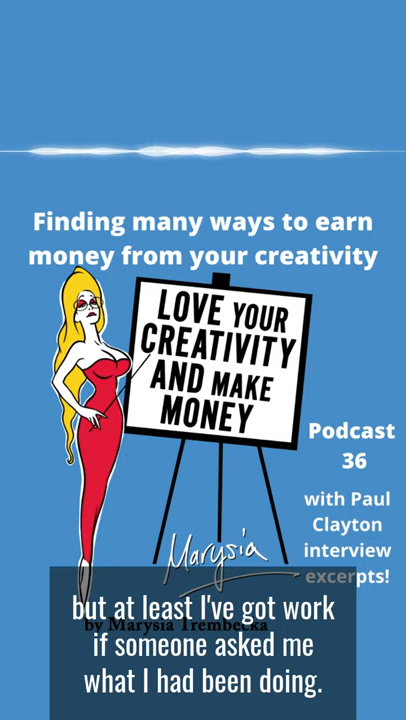 Finding many ways to earn
money from your creativity
LOVE YOUR
CREATIVITY
AND MAKE
MONEY
Podcast
36
with Paul
Clayton
interview
excerpts!
Marysia
by Marysia Trembecka
but at least I've got work
if someone asked me
what I had been doing.